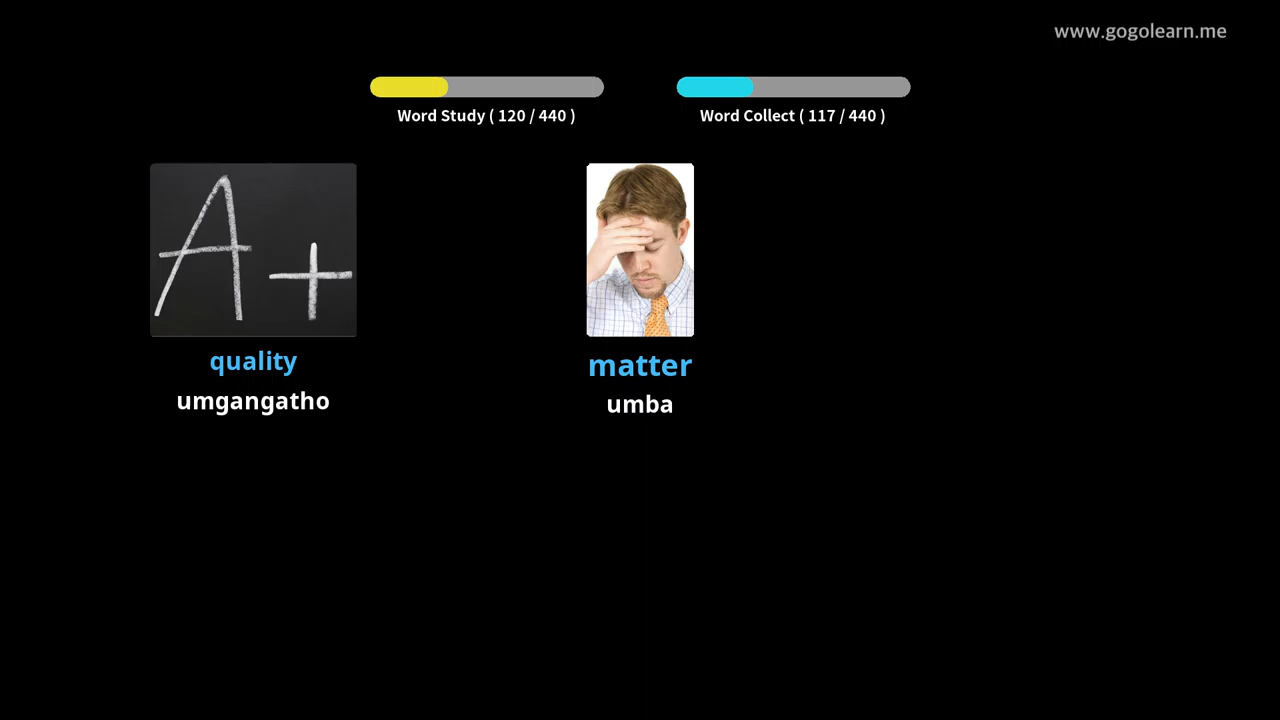 www.gogolearn.me
Word Study ( 120 / 440 )
Word Collect ( 117 / 440 )
A+
quality
umgangatho
matter
umba